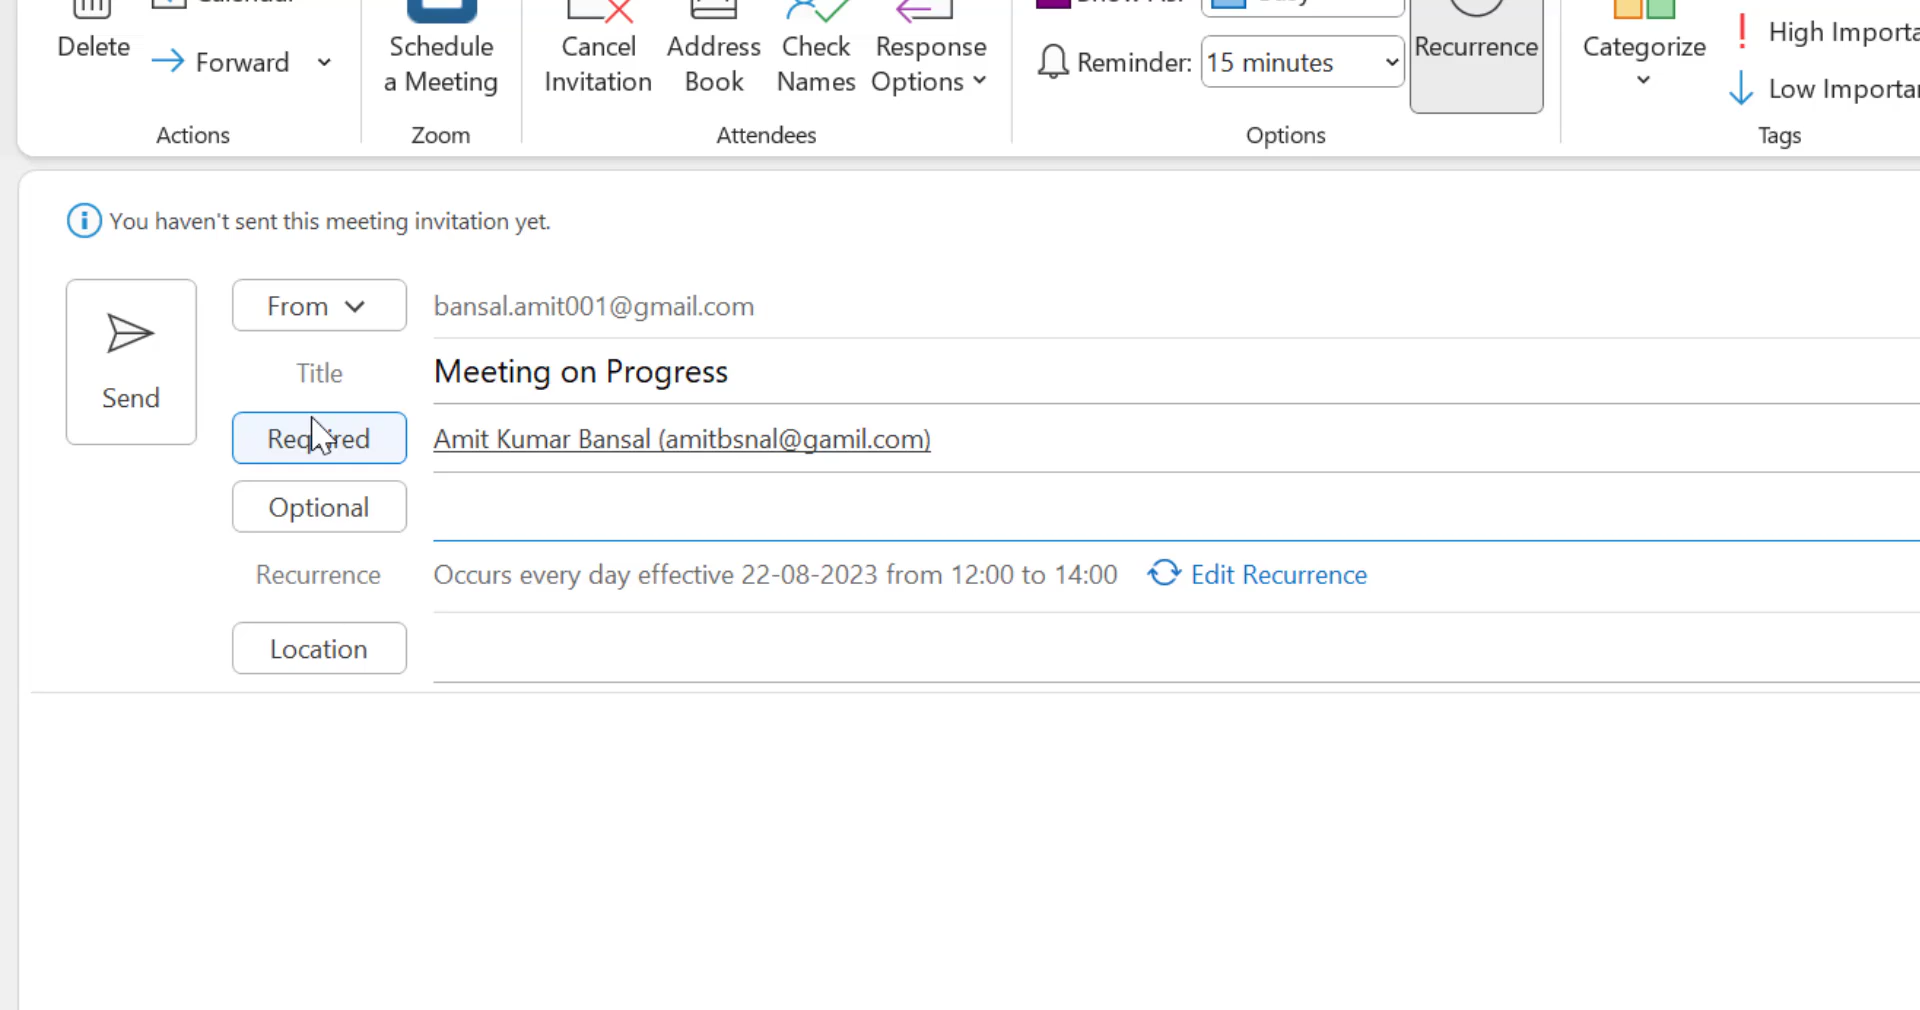 Delete
Forward
Schedule
a Meeting
Cancel
Invitation
Address
Book
Check
Names
Response
Options
Reminder:
15 minutes
Recurrence
Categorize
High
Low
Actions
Zoom
Attendees
Options
Tags
You haven't sent this meeting invitation yet.
Send
From
bansal.amit001@gmail.com
Title
Meeting on Progress
Required
Amit Kumar Bansal (amitbsnal@gamil.com)
Optional
Recurrence
Occurs every day effective 22-08-2023 from 12:00 to 14:00
Edit Recurrence
Location